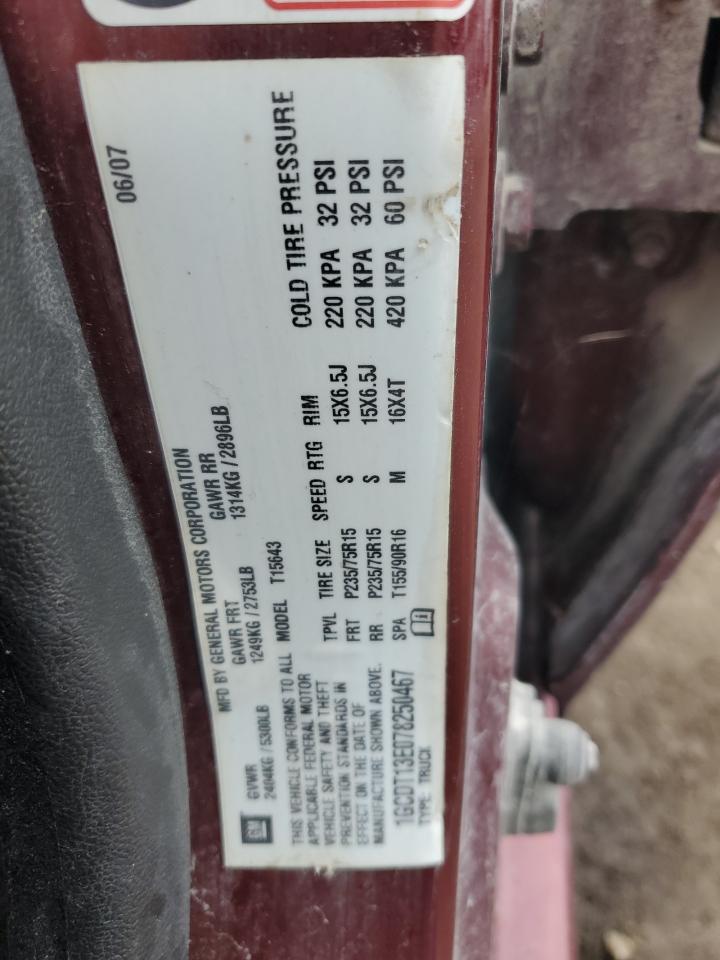 MFD BY GENERAL MOTORS CORPORATION 06/07
GM GVWR GAWR FRT GAWR RR
2404KG/5300LB 1249KG/2753LB 1314KG/2896LB
THIS VEHICLE CONFORMS TO ALL MODEL T15643
APPLICABLE FEDERAL MOTOR
VEHICLE SAFETY AND THEFT
PREVENTION STANDARDS IN
EFFECT ON THE DATE OF
MANUFACTURE SHOWN ABOVE.
1GCDT13E078250467
TYPE: TRUCK
TPVL TIRE SIZE SPEED RTG RIM COLD TIRE PRESSURE
FRT P235/75R15 S 15X6.5J 220 KPA 32 PSI
RR P235/75R15 S 15X6.5J 220 KPA 32 PSI
SPA T155/90R16 M 16X4T 420 KPA 60 PSI